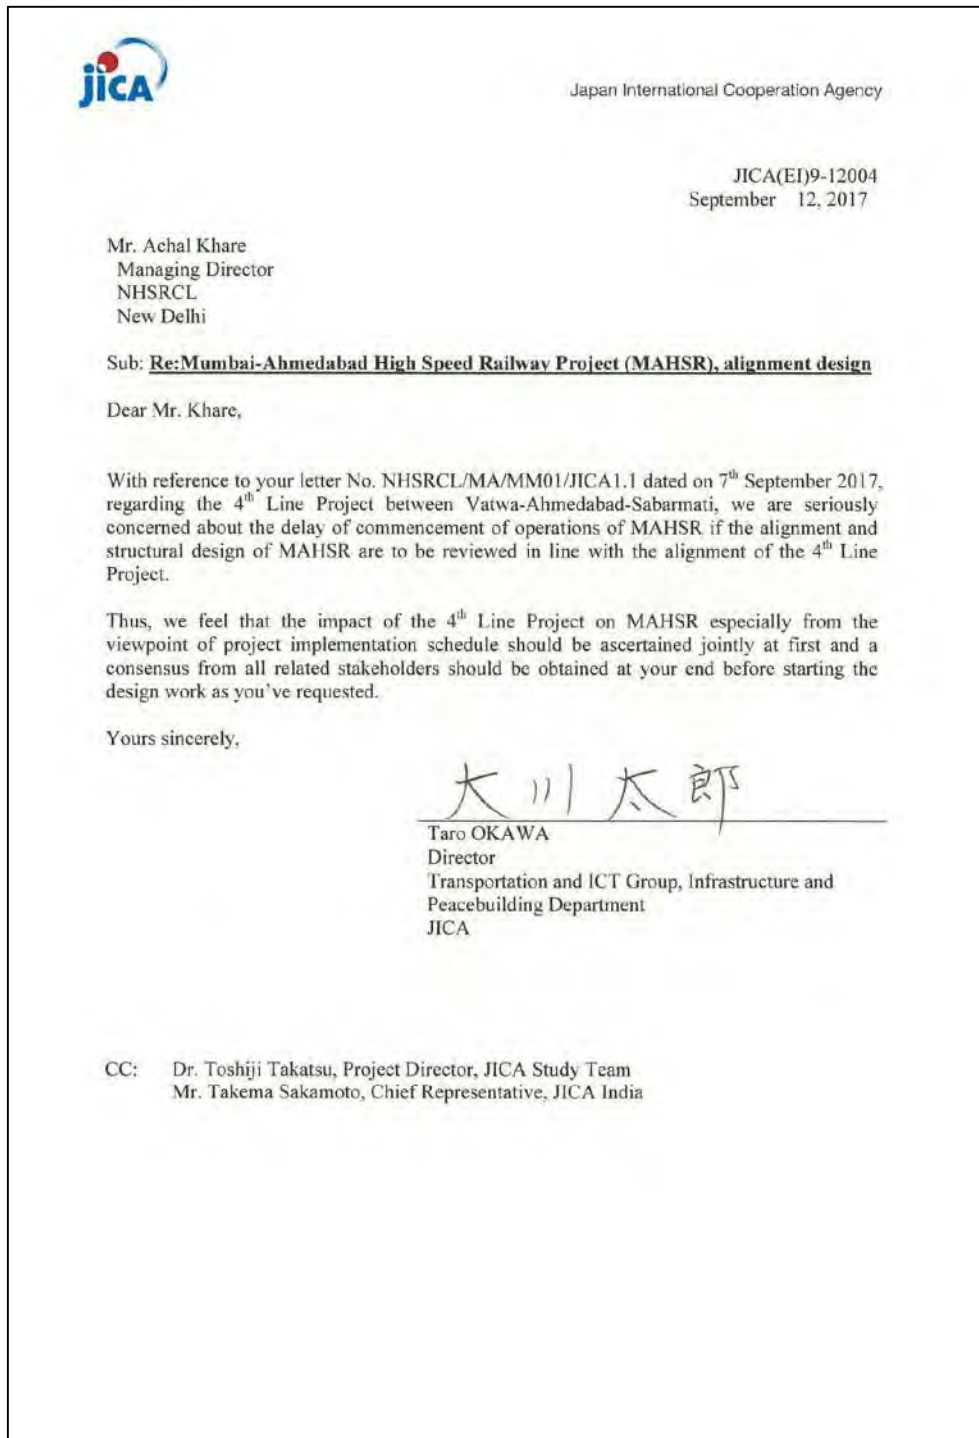 jICA
Japan International Cooperation Agency
JICA(EI)9-12004
September 12, 2017
Mr. Achal Khare
Managing Director
NHSRCL
New Delhi
Sub: Re:Mumbai-Ahmedabad High Speed Railway Project (MAHSR), alignment design
Dear Mr. Khare,
With reference to your letter No. NHSRCL/MA/MM01/JICA1.1 dated on 7th September 2017,
regarding the 4th Line Project between Vatwa-Ahmedabad-Sabarmati, we are seriously
concerned about the delay of commencement of operations of MAHSR if the alignment and
structural design of MAHSR are to be reviewed in line with the alignment of the 4th Line
Project.
Thus, we feel that the impact of the 4th Line Project on MAHSR especially from the
viewpoint of project implementation schedule should be ascertained jointly at first and a
consensus from all related stakeholders should be obtained at your end before starting the
design work as you've requested.
Yours sincerely,
大川太郎
Taro OKAWA
Director
Transportation and ICT Group, Infrastructure and
Peacebuilding Department
JICA
CC: Dr. Toshiji Takatsu, Project Director, JICA Study Team
Mr. Takema Sakamoto, Chief Representative, JICA India